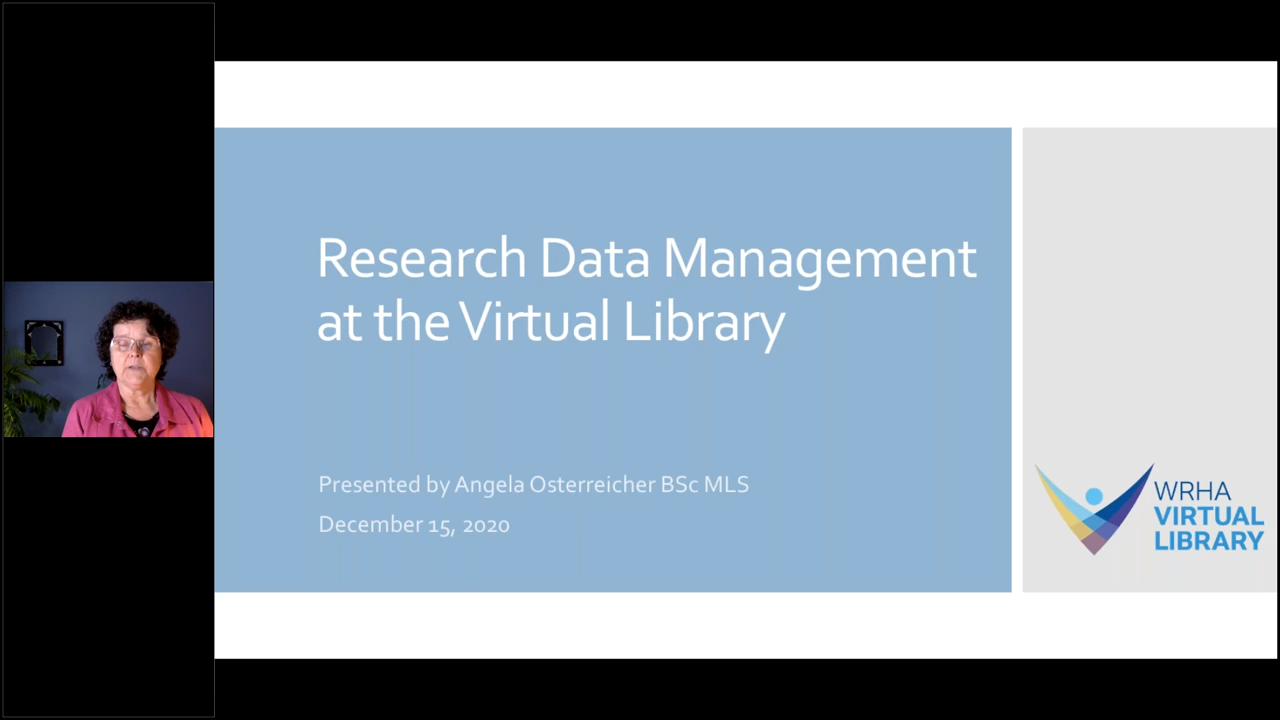 Research Data Management
at the Virtual Library
Presented by Angela Osterreicher BSc MLS
December 15, 2020
WRHA
VIRTUAL
LIBRARY